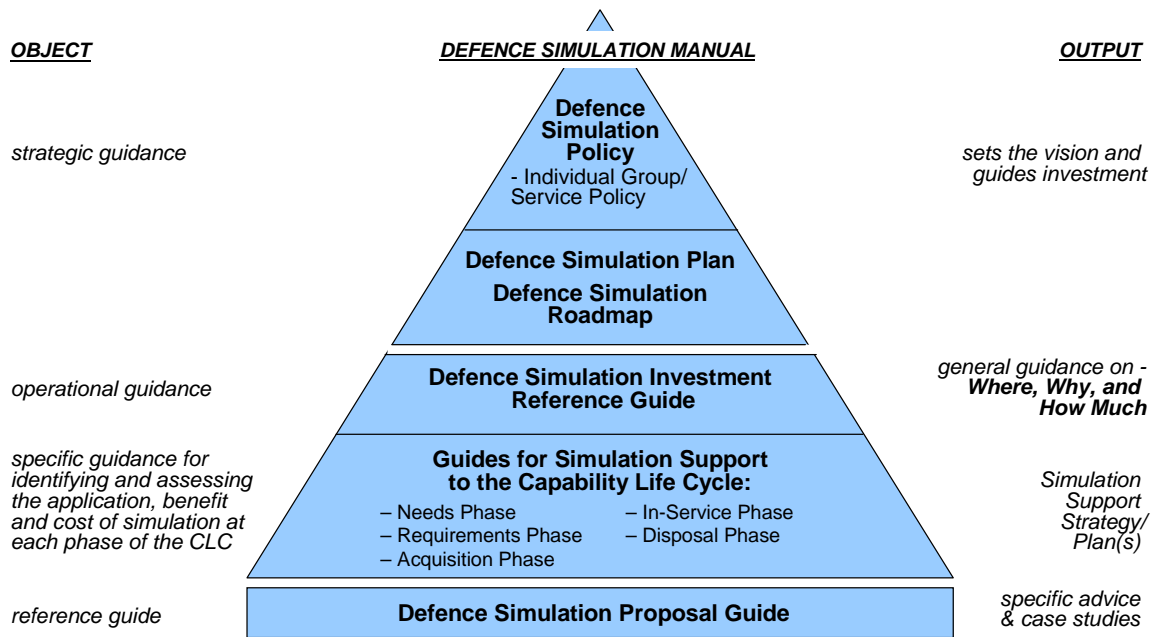 OBJECT
DEFENCE SIMULATION MANUAL
OUTPUT
strategic guidance
Defence
Simulation
Policy
- Individual Group/
Service Policy
sets the vision and
guides investment
Defence Simulation Plan
Defence Simulation
Roadmap
operational guidance
Defence Simulation Investment
Reference Guide
general guidance on -
Where, Why, and
How Much
specific guidance for
identifying and assessing
the application, benefit
and cost of simulation at
each phase of the CLC
Guides for Simulation Support
to the Capability Life Cycle:
– Needs Phase
– Requirements Phase
– Acquisition Phase
– In-Service Phase
– Disposal Phase
Simulation
Support
Strategy/
Plan(s)
reference guide
Defence Simulation Proposal Guide
specific advice
& case studies